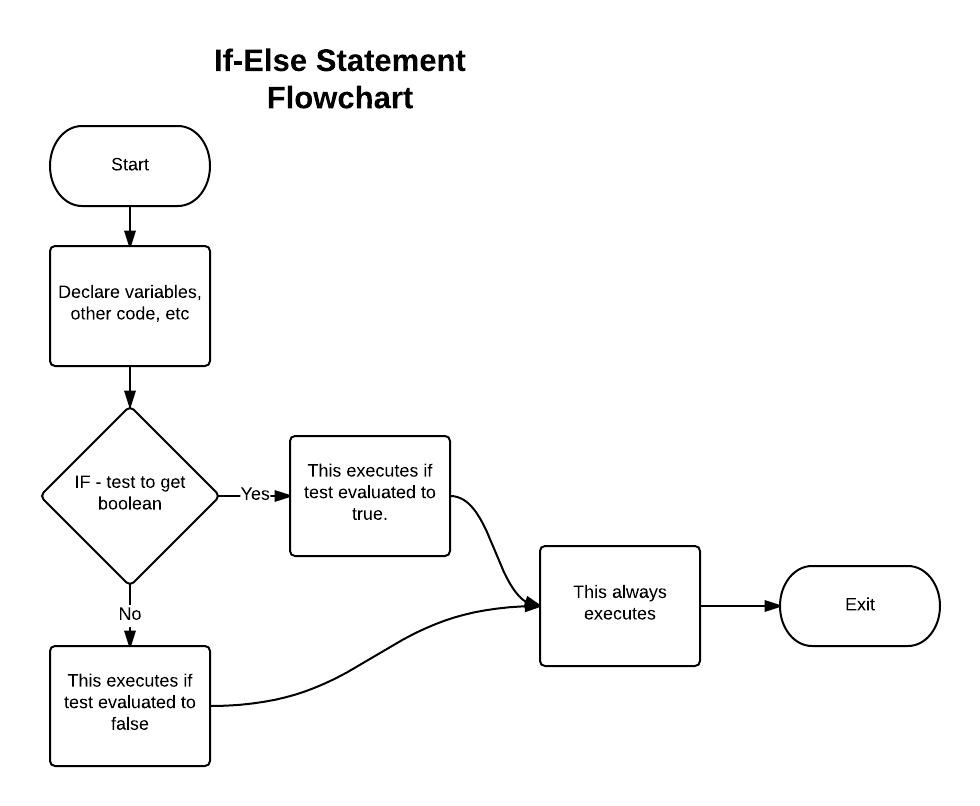 If-Else Statement
Flowchart
Start
Declare variables,
other code, etc
IF - test to get
boolean
Yes
This executes if
test evaluated to
true.
No
This executes if
test evaluated to
false
This always
executes
Exit